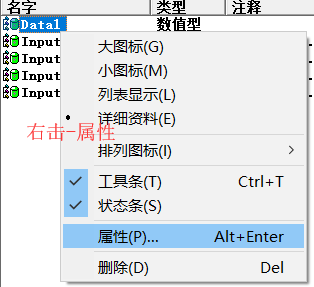 名字 类型 注释
Data1 数值型
Input
Input
Input
Input
大图标(G)
小图标(M)
列表显示(L)
详细资料(E)
右击-属性
排列图标(I)
工具条(T) Ctrl+T
状态条(S)
属性(P)... Alt+Enter
删除(D) Del